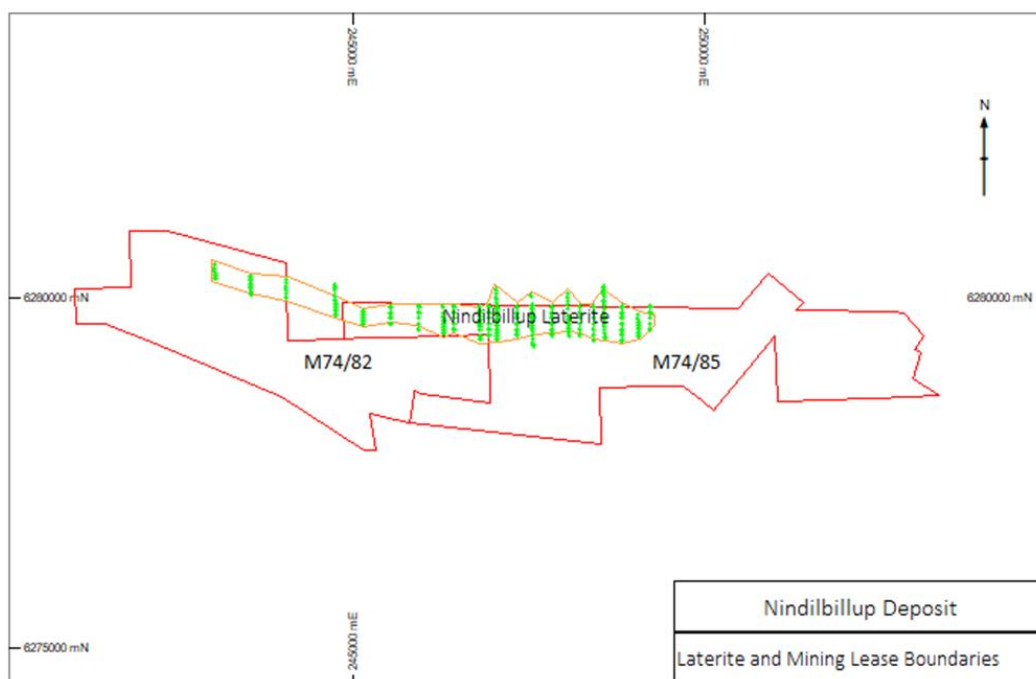 245000 mE
250000 mE
N
6280000 mN
6280000 mN
Nindilbillup Laterite
M74/82
M74/85
245000 mE
6275000 mN
Nindilbillup Deposit
Laterite and Mining Lease Boundaries